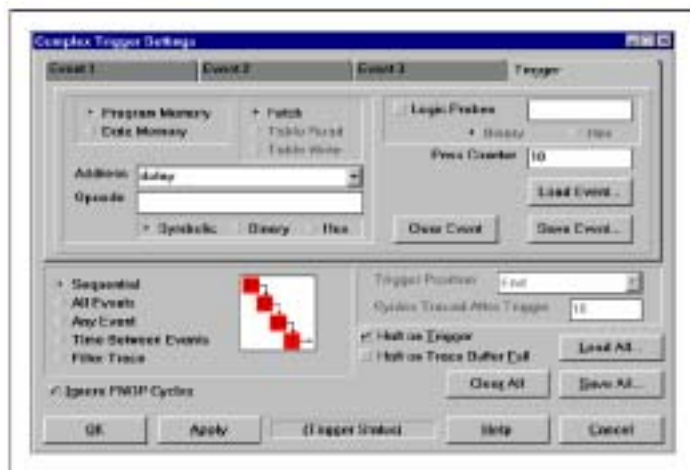 Complex Trigger Settings
Event 1 Event 2 Event 3 Trigger
Program Memory
Data Memory
Fetch
Table Read
Table Write
Logic Probes
Binary Hex
Pass Counter 10
Address delay
Opcode
Symbolic Binary Hex
Load Event...
Clear Event Save Event...
Sequential
All Events
Any Event
Time Between Events
Filter Trace
Ignore FNOP Cycles
Trigger Position End
Cycles Traced After Trigger 10
Halt on Trigger
Halt on Trace Buffer Full
Load All...
Clear All Save All...
OK Apply (Trigger Status) Help Cancel